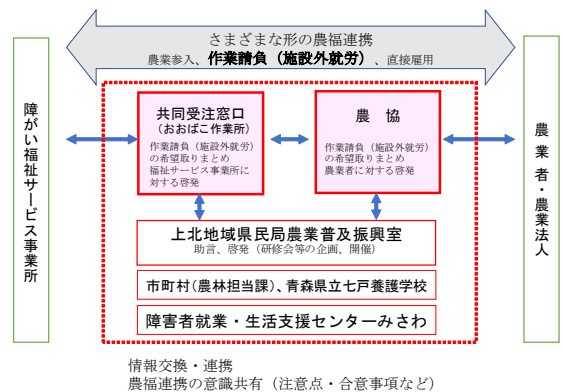 さまざまな形の農福連携
農業参入、作業請負（施設外就労）、直接雇用
障がい福祉サービス事業所
共同受注窓口
（おおばこ作業所）
作業請負（施設外就労）
の希望取りまとめ
福祉サービス事業所に
対する啓発
農　協
作業請負（施設外就労）
の希望取りまとめ
農業者に対する啓発
農業者・農業法人
上北地域県民局農業普及振興室
助言、啓発（研修会等の企画、開催）
市町村（農林担当課）、青森県立七戸養護学校
障害者就業・生活支援センターみさわ
情報交換・連携
農福連携の意識共有（注意点・合意事項など）